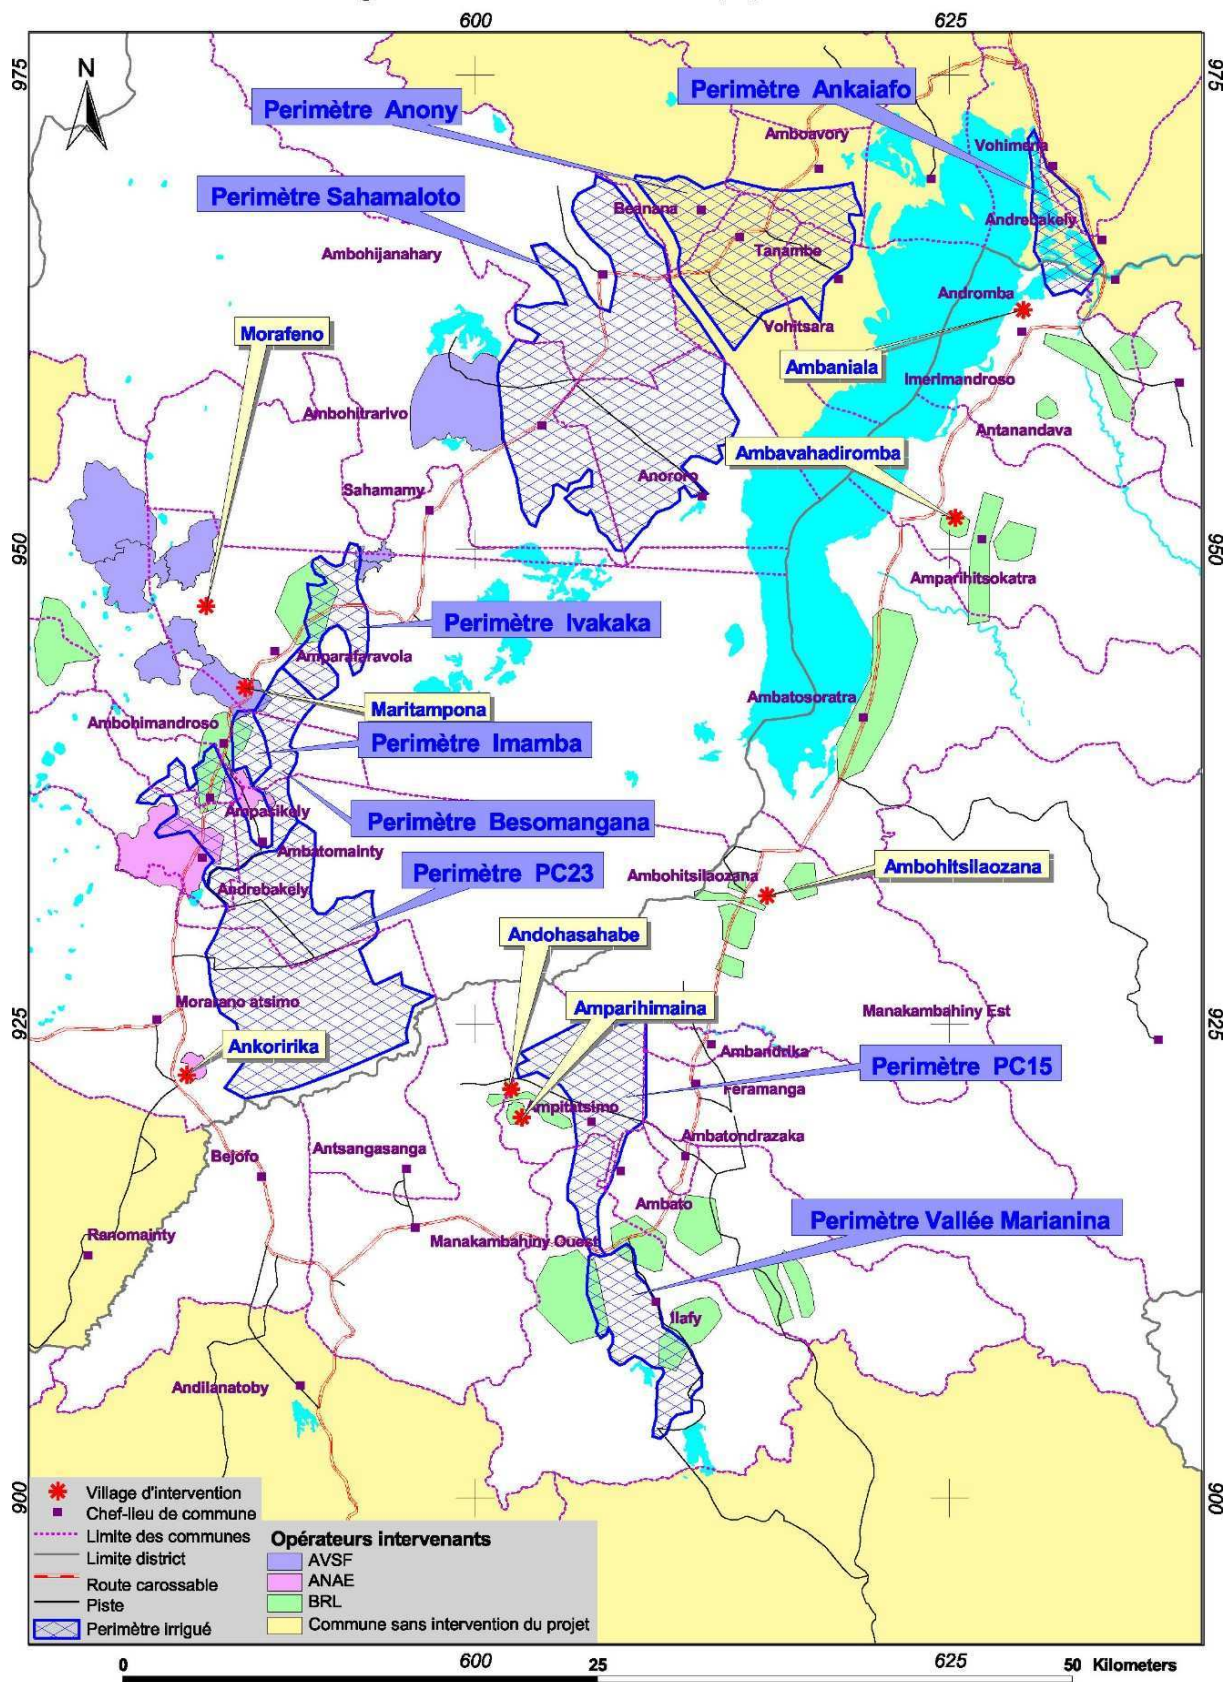 600
625
975
975
N
Perimètre Ankaiafo
Perimètre Anony
Amboavory
Vohimena
Perimètre Sahamaloto
Beanana
Andrebakely
Ambohijanahary
Tanambe
Andromba
Morafeno
Vohitsara
Ambaniala
Imerimandroso
Ambohitrarivo
Antanandava
Ambavahadiromba
Anororo
Sahamamy
950
950
Amparihitsokatra
Perimètre Ivakaka
Amparafaravola
Ambatosoratra
Maritampona
Ambohimandroso
Perimètre Imamba
Ampasikely
Perimètre Besomangana
Ambatomainty
Ambohitsilaozana
Ambohitsilaozana
Perimètre PC23
Andrebakely
Andohasahabe
Morarano atsimo
Amparihimaina
Manakambahiny Est
925
925
Ankoririka
Ambandrika
Perimètre PC15
Feramanga
Ampitatsimo
Ambatondrazaka
Antsangasanga
Bejofo
Ambato
Perimètre Vallée Marianina
Ranomainty
Manakambahiny Ouest
Ilafy
Andilanatoby
900
900
Village d'intervention
Chef-lieu de commune
Limite des communes
Limite district
Route carossable
Piste
Perimètre irrigué
Opérateurs intervenants
AVSF
ANAE
BRL
Commune sans intervention du projet
600
625
0
25
50 Kilometers